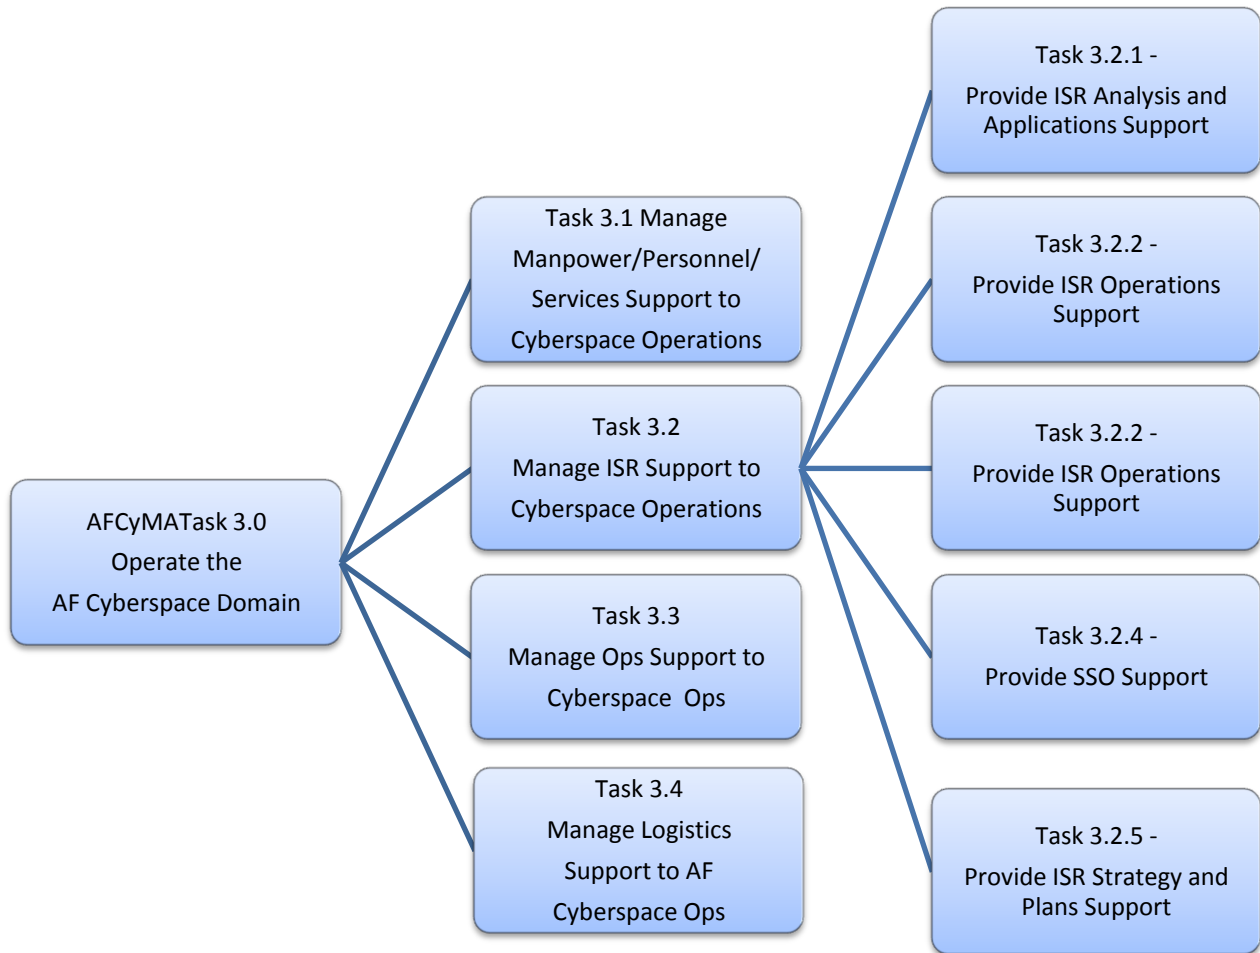 AFCyMATask 3.0
Operate the
AF Cyberspace Domain
Task 3.1 Manage
Manpower/Personnel/
Services Support to
Cyberspace Operations
Task 3.2
Manage ISR Support to
Cyberspace Operations
Task 3.3
Manage Ops Support to
Cyberspace  Ops
Task 3.4
Manage Logistics
Support to AF
Cyberspace Ops
Task 3.2.1 -
Provide ISR Analysis and
Applications Support
Task 3.2.2 -
Provide ISR Operations
Support
Task 3.2.2 -
Provide ISR Operations
Support
Task 3.2.4 -
Provide SSO Support
Task 3.2.5 -
Provide ISR Strategy and
Plans Support